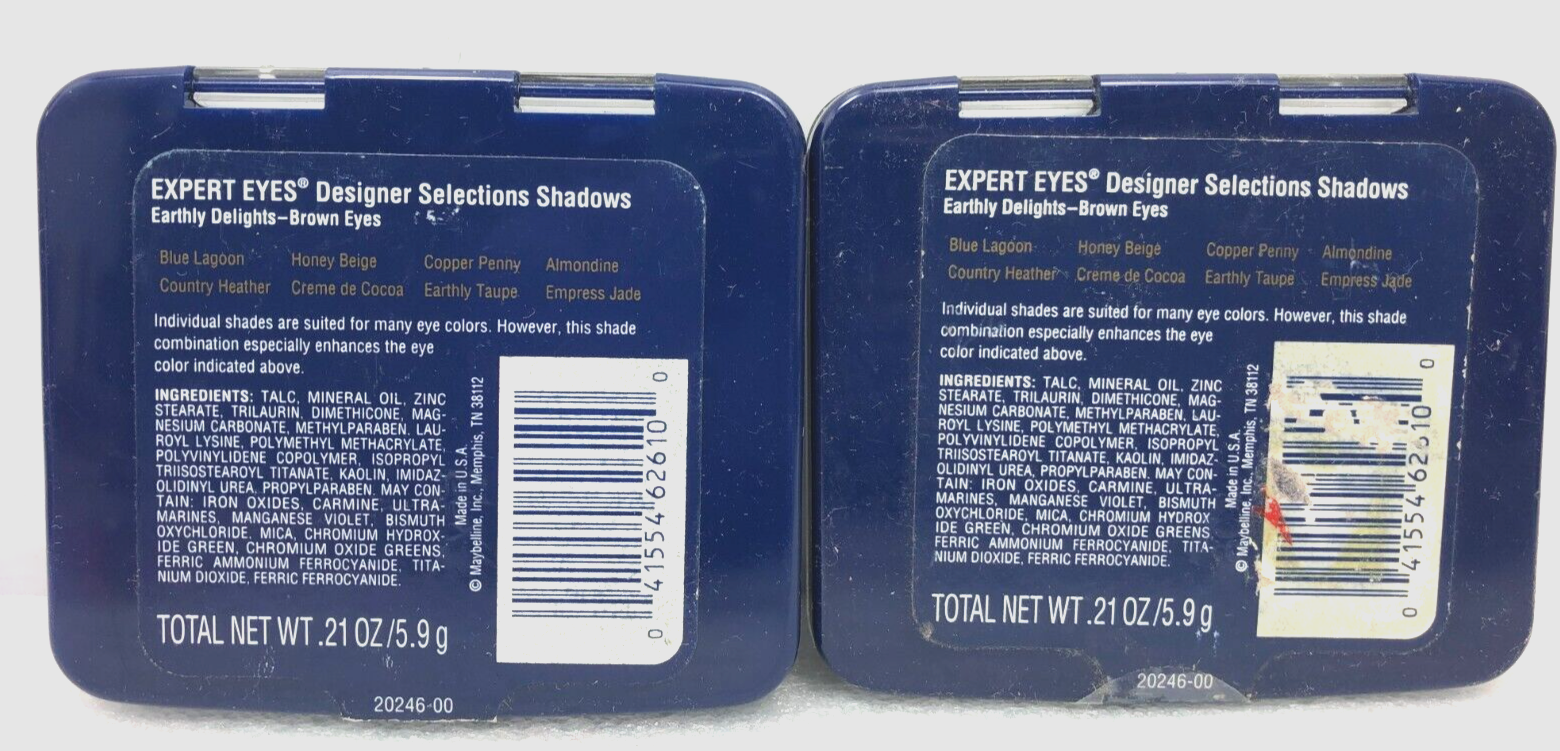 EXPERT EYES® Designer Selections Shadows
Earthly Delights–Brown Eyes
Blue Lagoon Honey Beige Copper Penny Almondine
Country Heather Creme de Cocoa Earthly Taupe Empress Jade
Individual shades are suited for many eye colors. However, this shade
combination especially enhances the eye
color indicated above.
INGREDIENTS: TALC, MINERAL OIL, ZINC
STEARATE, TRILAURIN, DIMETHICONE, MAG-
NESIUM CARBONATE, METHYLPARABEN, LAU-
ROYL LYSINE, POLYMETHYL METHACRYLATE,
POLYVINYLIDENE COPOLYMER, ISOPROPYL
TRIISOSTEAROYL TITANATE, KAOLIN, IMIDAZ-
OLIDINYL UREA, PROPYLPARABEN. MAY CON-
TAIN: IRON OXIDES, CARMINE, ULTRA-
MARINES, MANGANESE VIOLET, BISMUTH
OXYCHLORIDE, MICA, CHROMIUM HYDROX-
IDE GREEN, CHROMIUM OXIDE GREENS,
FERRIC AMMONIUM FERROCYANIDE, TITA-
NIUM DIOXIDE, FERRIC FERROCYANIDE.
Made in U.S.A.
© Maybelline, Inc., Memphis, TN 38112
0 41554 62610 0
TOTAL NET WT .21 OZ/5.9 g
20246-00
EXPERT EYES® Designer Selections Shadows
Earthly Delights–Brown Eyes
Blue Lagoon Honey Beige Copper Penny Almondine
Country Heather Creme de Cocoa Earthly Taupe Empress Jade
Individual shades are suited for many eye colors. However, this shade
combination especially enhances the eye
color indicated above.
INGREDIENTS: TALC, MINERAL OIL, ZINC
STEARATE, TRILAURIN, DIMETHICONE, MAG-
NESIUM CARBONATE, METHYLPARABEN, LAU-
ROYL LYSINE, POLYMETHYL METHACRYLATE,
POLYVINYLIDENE COPOLYMER, ISOPROPYL
TRIISOSTEAROYL TITANATE, KAOLIN, IMIDAZ-
OLIDINYL UREA, PROPYLPARABEN. MAY CON-
TAIN: IRON OXIDES, CARMINE, ULTRA-
MARINES, MANGANESE VIOLET, BISMUTH
OXYCHLORIDE, MICA, CHROMIUM HYDROX
IDE GREEN, CHROMIUM OXIDE GREENS,
FERRIC AMMONIUM FERROCYANIDE, TITA-
NIUM DIOXIDE, FERRIC FERROCYANIDE.
Made in U.S.A.
© Maybelline, Inc., Memphis, TN 38112
0 41554 62610 0
TOTAL NET WT .21 OZ/5.9 g
20246-00